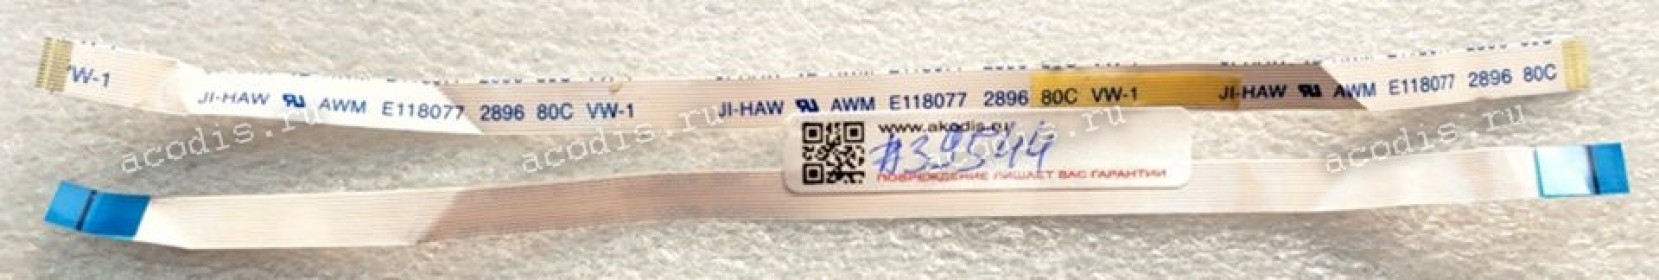 VW-1
JI-HAW AWM E118077 2896 80C VW-1 JI-HAW AWM E118077 2896 80C VW-1 JI-HAW AWM E118077 2896 80C
www.akodis.eu
#39544
ПОВРЕЖДЕНИЕ ЛИШАЕТ ВАС ГАРАНТИИ
acodis.ru acodis.ru acodis.ru acodis.ru